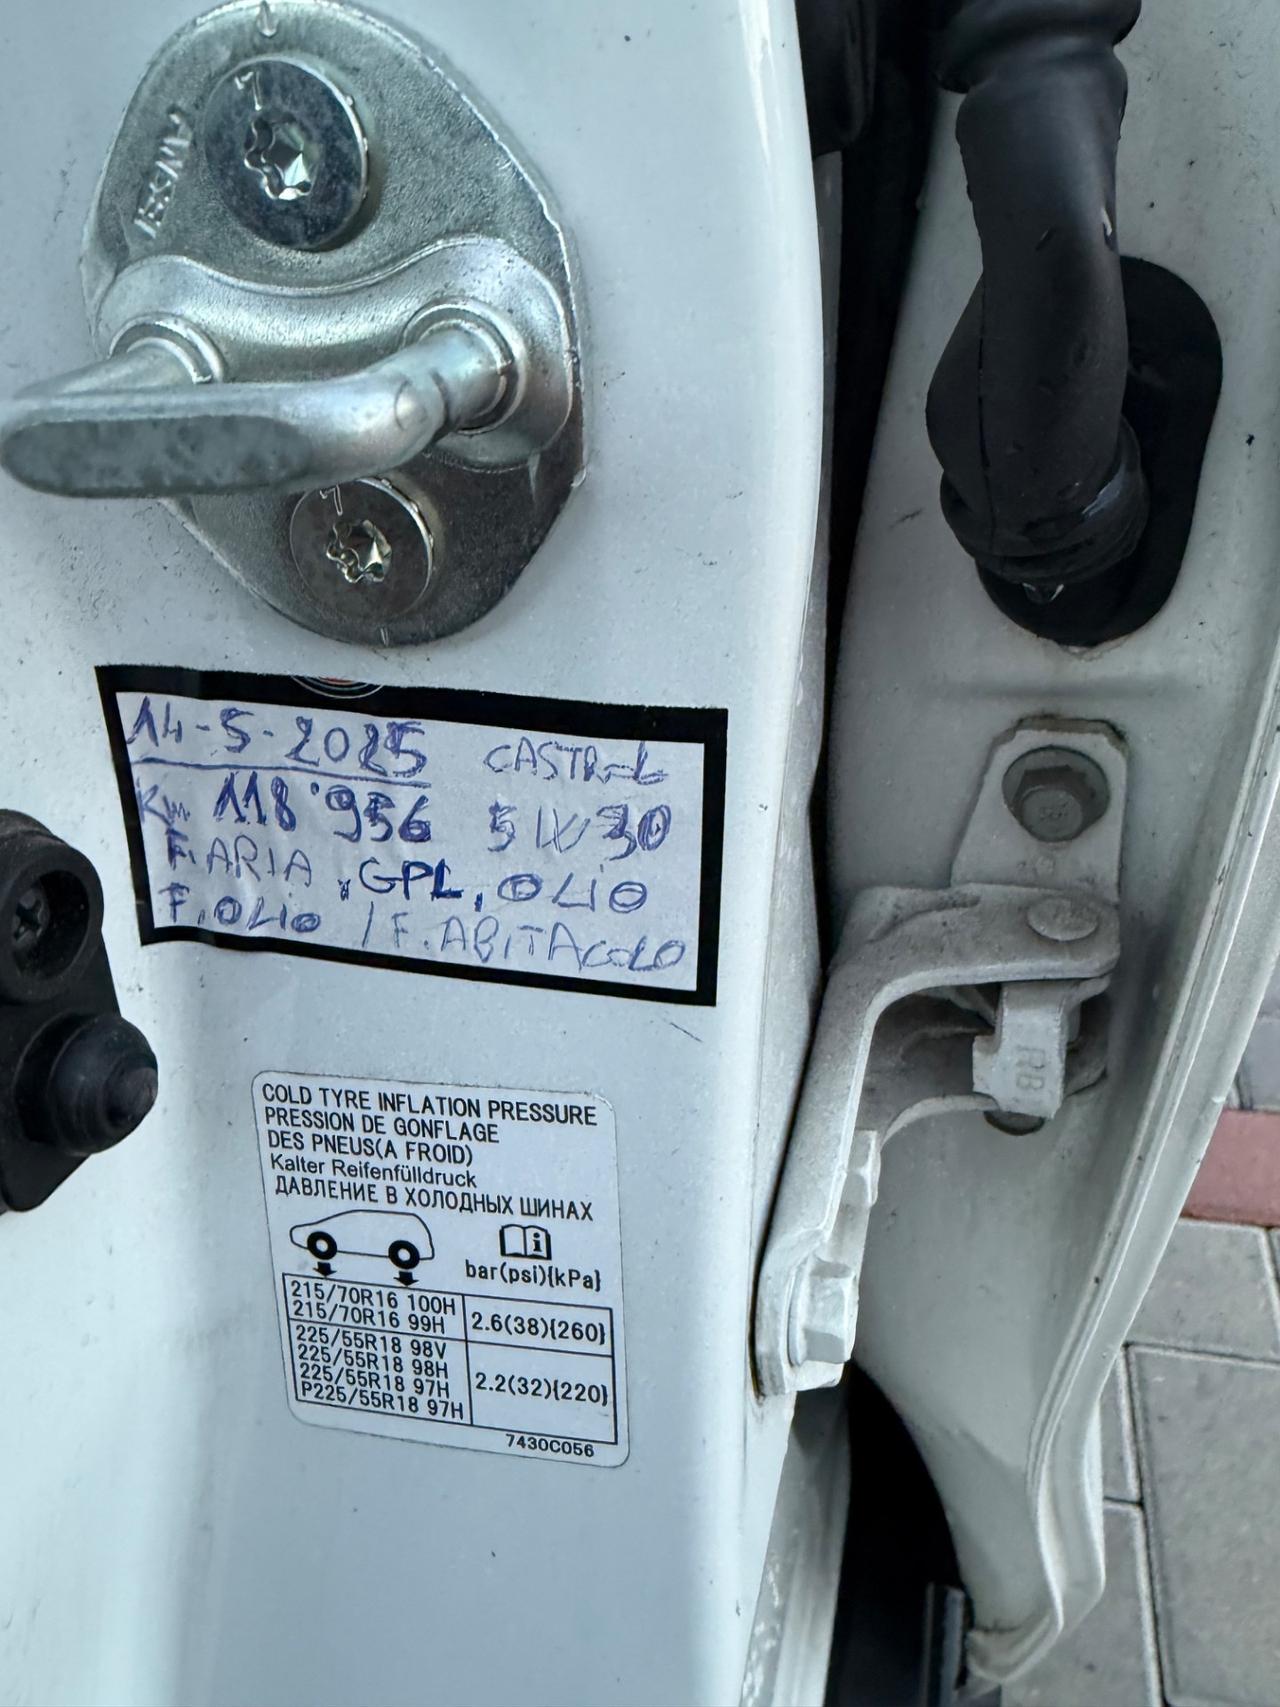 14-5-2025 CASTROL
Km 118'956 5W30
F. ARIA, GPL, OLIO
F. OLIO / F. ABITACOLO
COLD TYRE INFLATION PRESSURE
PRESSION DE GONFLAGE
DES PNEUS(A FROID)
Kalter Reifenfülldruck
ДАВЛЕНИЕ В ХОЛОДНЫХ ШИНАХ
bar(psi){kPa}
215/70R16 100H
215/70R16 99H
2.6(38){260}
225/55R18 98V
225/55R18 98H
225/55R18 97H
P225/55R18 97H
2.2(32){220}
7430C056
RB